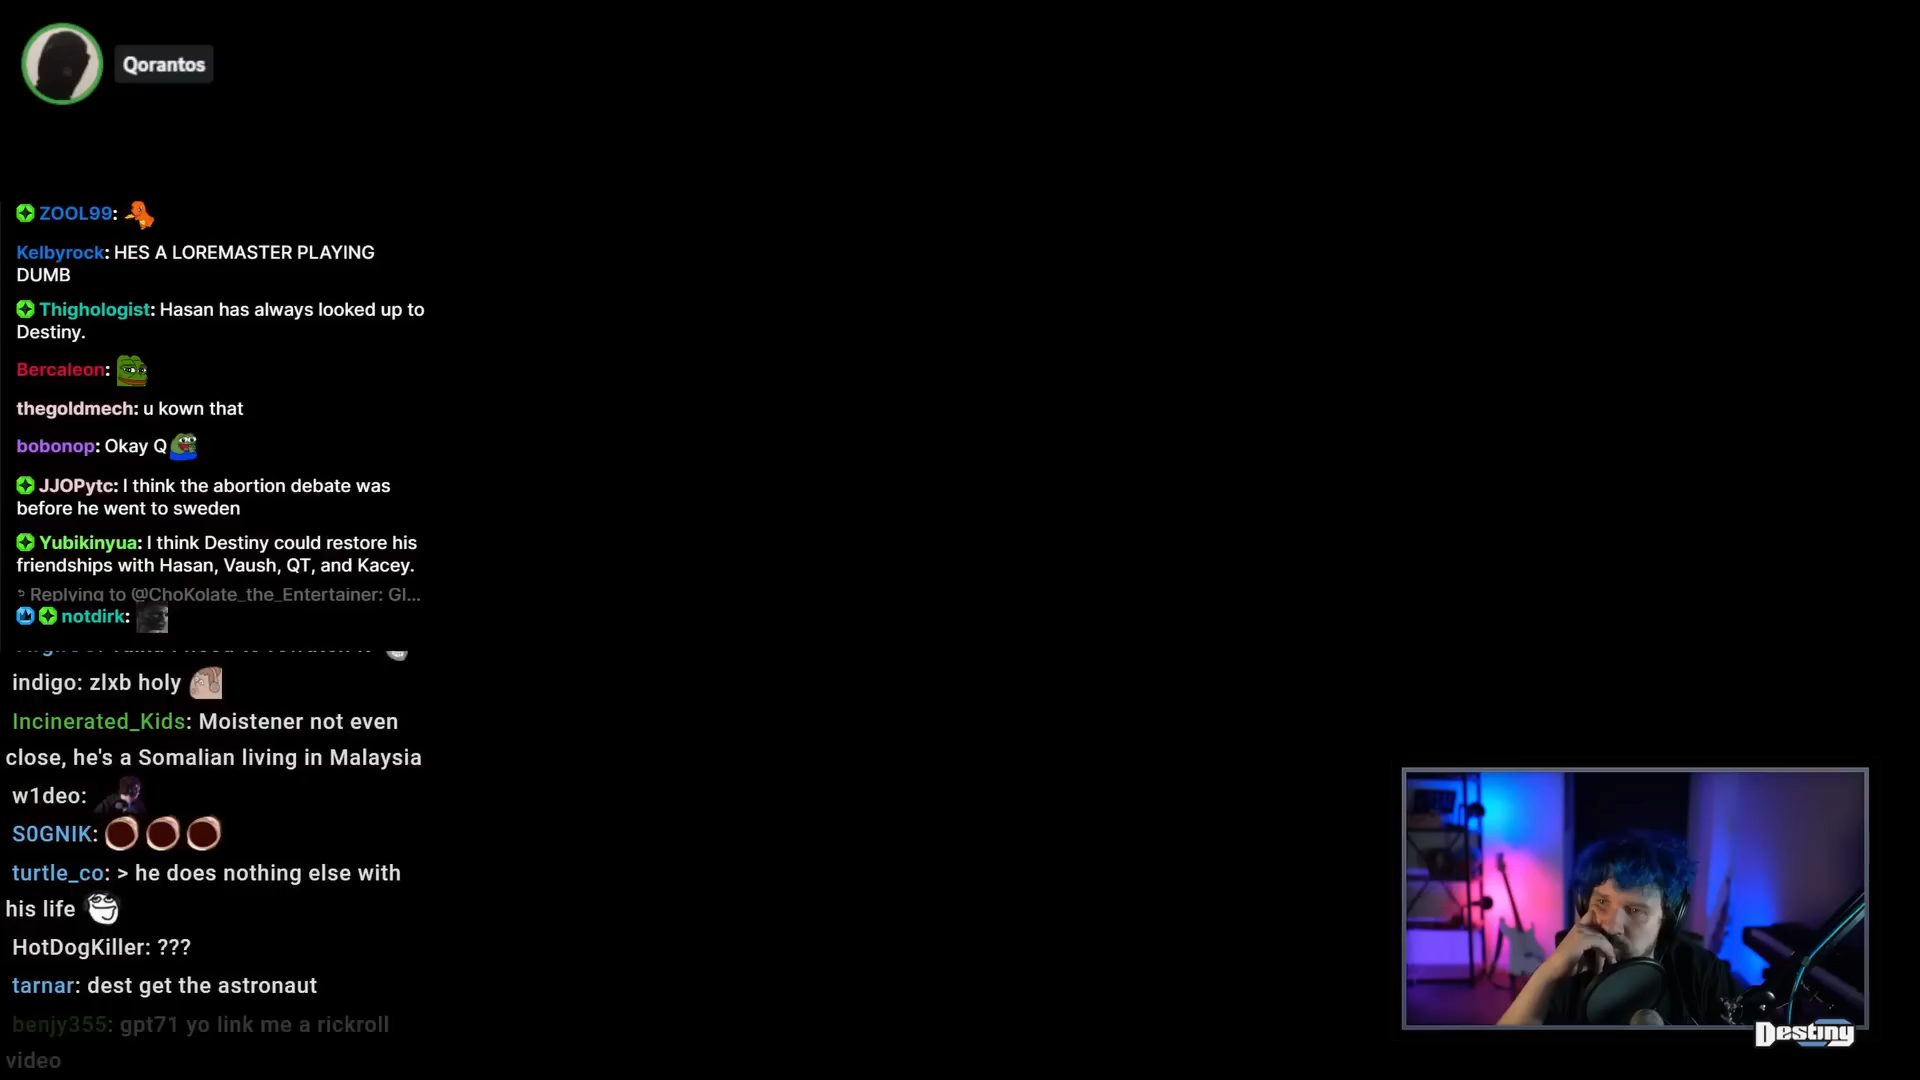 Qorantos
ZOOL99:
Kelbyrock: HES A LOREMASTER PLAYING
DUMB
Thighologist: Hasan has always looked up to
Destiny.
Bercaleon:
thegoldmech: u kown that
bobonop: Okay Q
JJOPytc: I think the abortion debate was
before he went to sweden
Yubikinyua: I think Destiny could restore his
friendships with Hasan, Vaush, QT, and Kacey.
Replying to @ChoKolate_the_Entertainer: GI...
notdirk:
indigo: zlxb holy
Incinerated_Kids: Moistener not even
close, he's a Somalian living in Malaysia
w1deo:
S0GNIK:
turtle_co: > he does nothing else with
his life
HotDogKiller: ???
tarnar: dest get the astronaut
benjy355: gpt71 yo link me a rickroll
video
Destiny